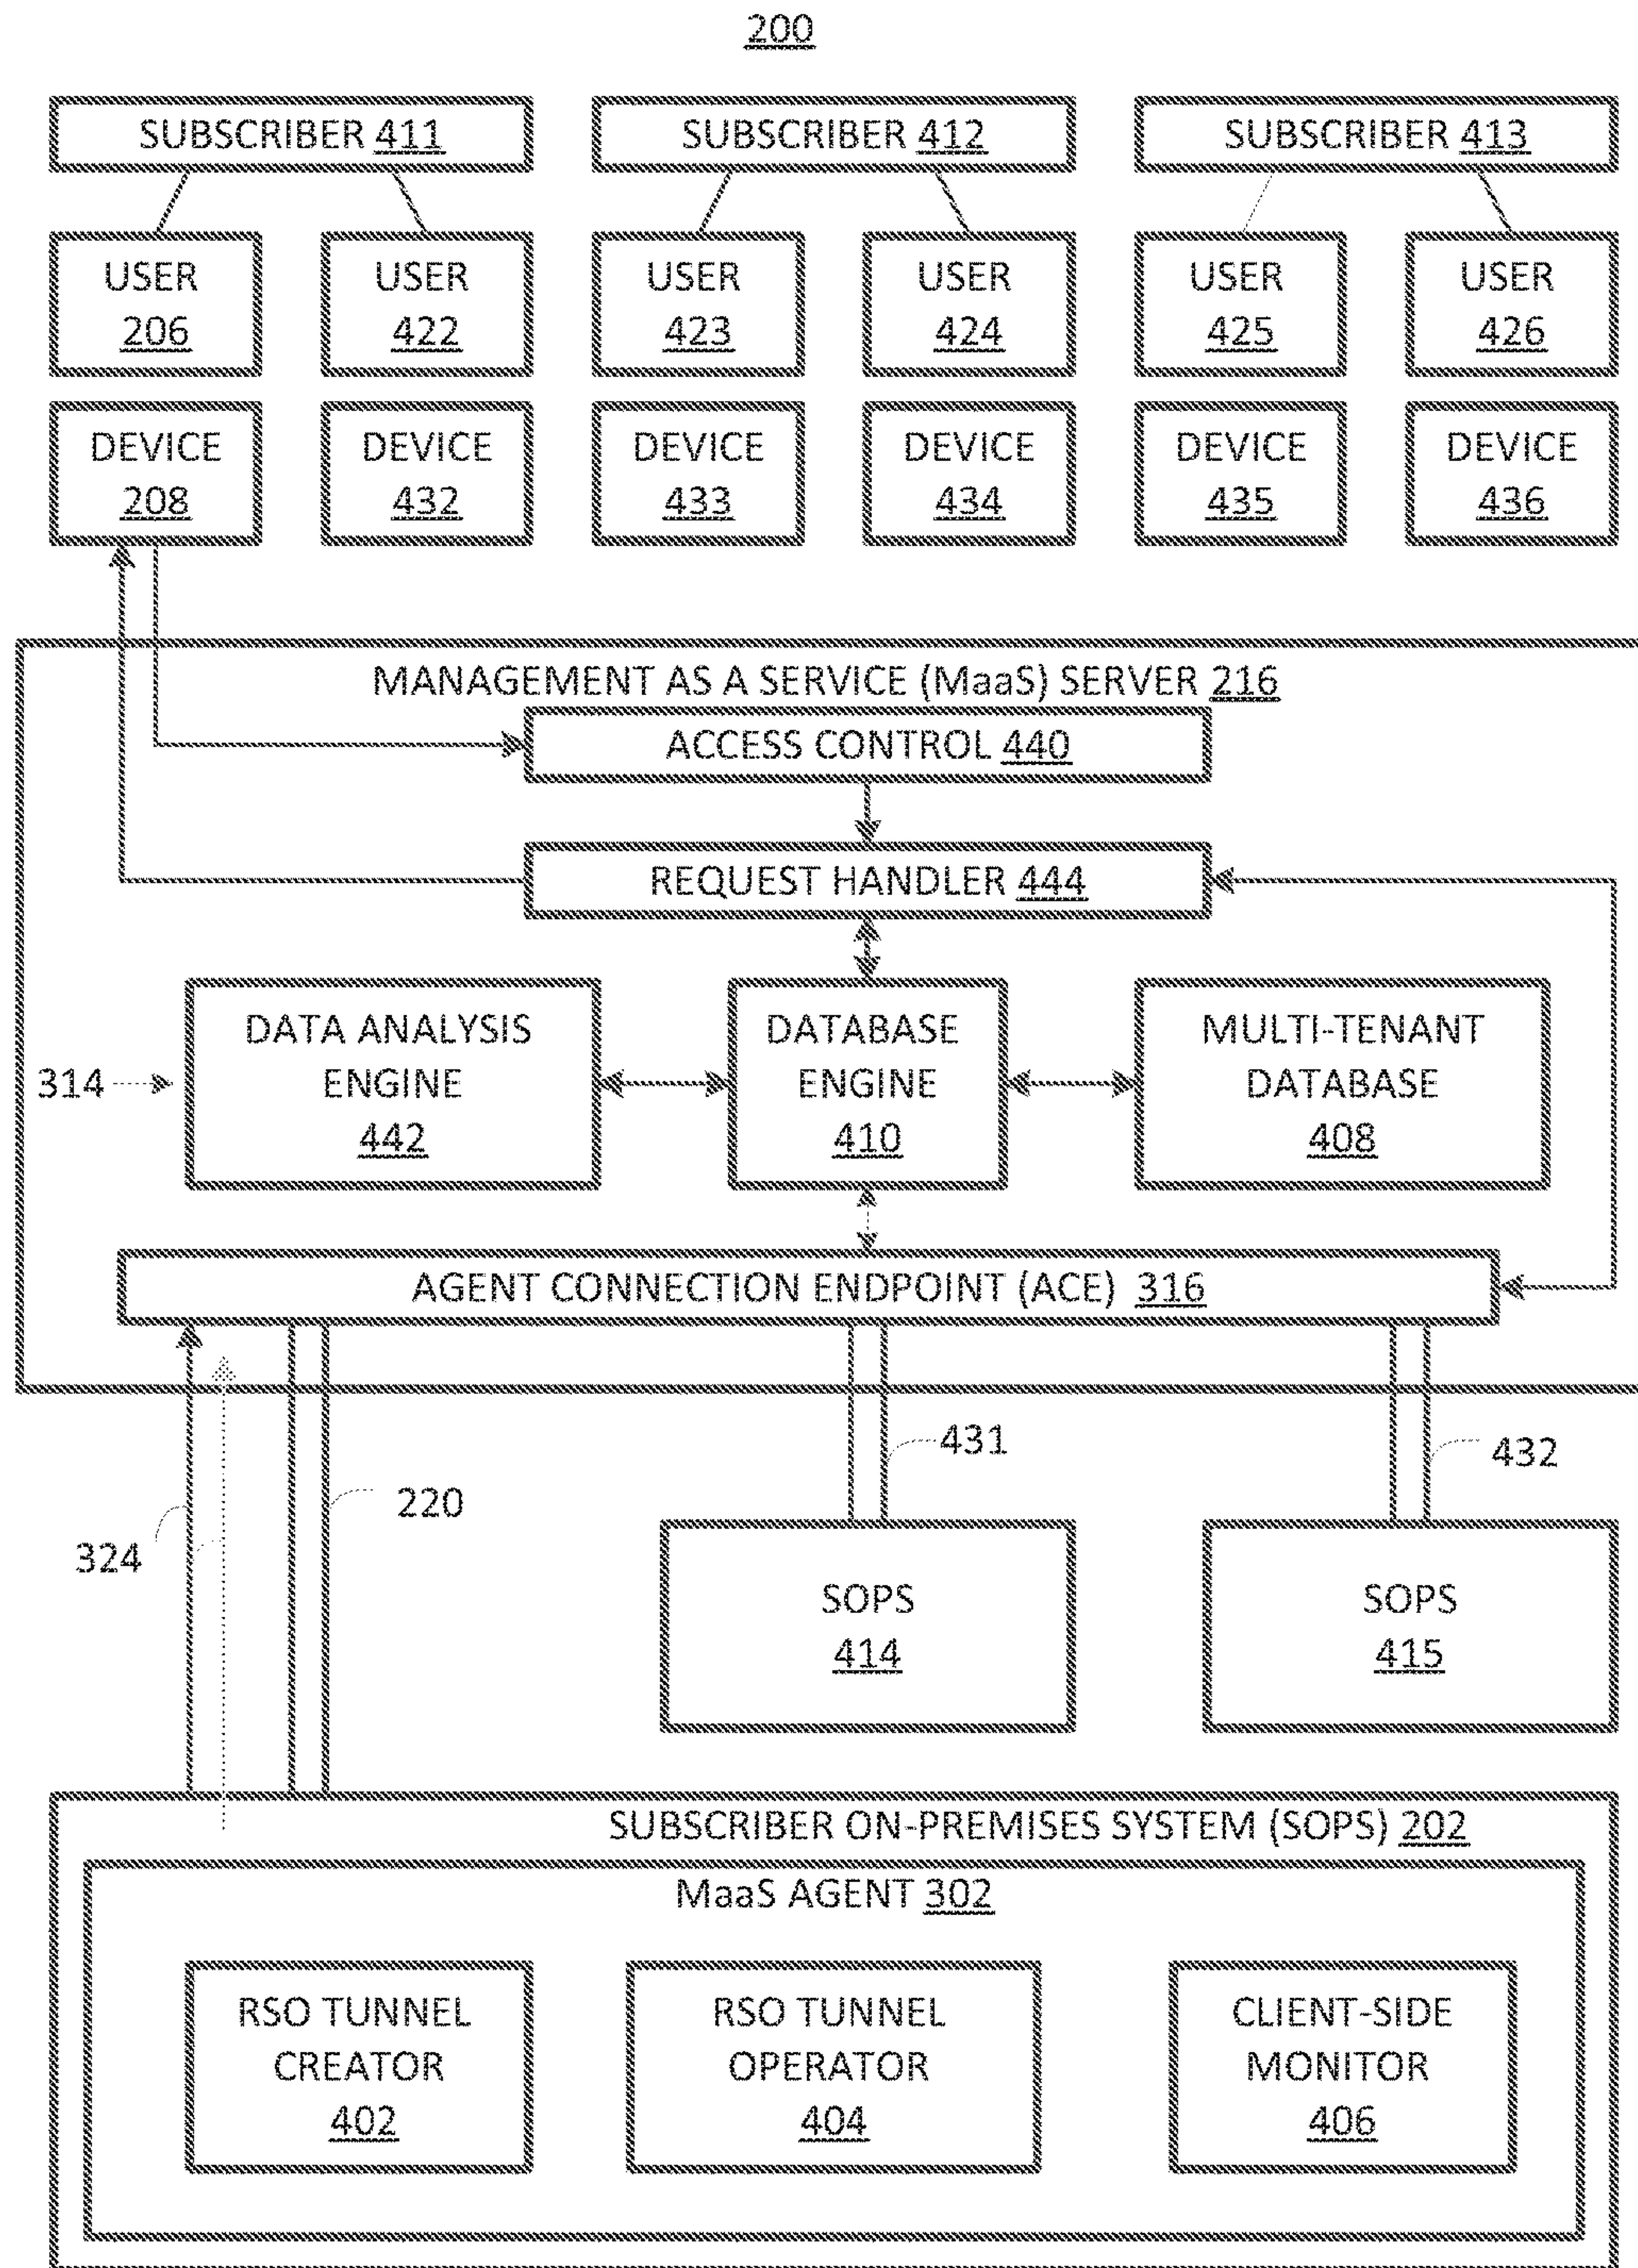 200
SUBSCRIBER 411
SUBSCRIBER 412
SUBSCRIBER 413
USER
206
USER
422
USER
423
USER
424
USER
425
USER
426
DEVICE
208
DEVICE
432
DEVICE
433
DEVICE
434
DEVICE
435
DEVICE
436
MANAGEMENT AS A SERVICE (MaaS) SERVER 216
ACCESS CONTROL 440
REQUEST HANDLER 444
314
DATA ANALYSIS
ENGINE
442
DATABASE
ENGINE
410
MULTI-TENANT
DATABASE
408
AGENT CONNECTION ENDPOINT (ACE) 316
324
220
431
432
SOPS
414
SOPS
415
SUBSCRIBER ON-PREMISES SYSTEM (SOPS) 202
MaaS AGENT 302
RSO TUNNEL
CREATOR
402
RSO TUNNEL
OPERATOR
404
CLIENT-SIDE
MONITOR
406